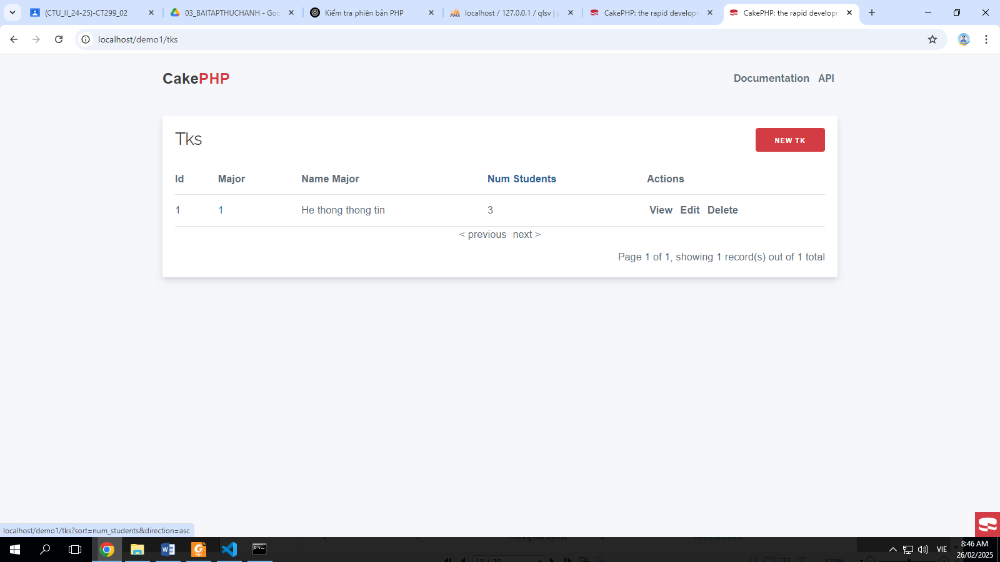 (CTU_II_24-25)-CT299_02
03_BAITAPTHUCHANH - Goo
Kiểm tra phiên bản PHP
localhost / 127.0.0.1 / qlsv | p
CakePHP: the rapid developm
CakePHP: the rapid developm
localhost/demo1/tks
CakePHP
Documentation API
Tks
NEW TK
Id Major Name Major Num Students Actions
1 1 He thong thong tin 3 View Edit Delete
< previous next >
Page 1 of 1, showing 1 record(s) out of 1 total
localhost/demo1/tks?sort=num_students&direction=asc
VIE
8:46 AM
26/02/2025